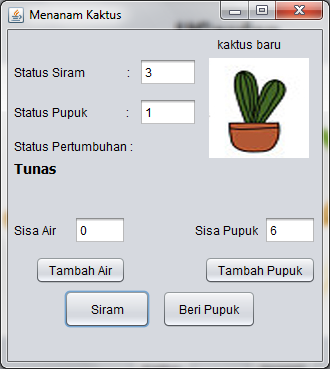 Menanam Kaktus
kaktus baru
Status Siram : 3
Status Pupuk : 1
Status Pertumbuhan :
Tunas
Sisa Air 0 Sisa Pupuk 6
Tambah Air Tambah Pupuk
Siram Beri Pupuk